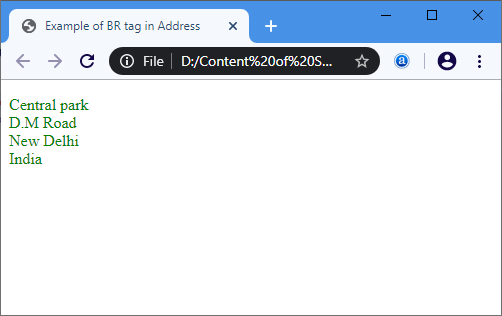 Example of BR tag in Address
File
D:/Content%20of%20S...
a
Central park
D.M Road
New Delhi
India